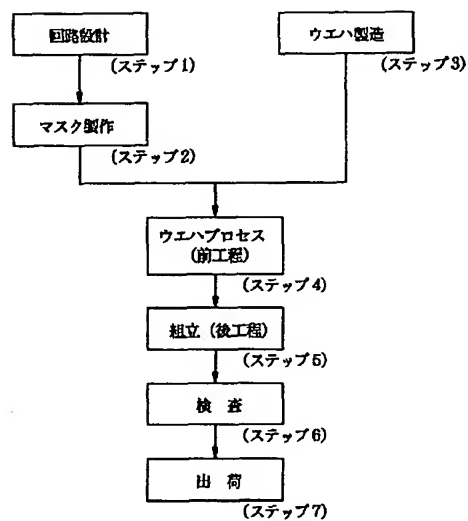 回路設計
(ステップ1)
マスク製作
(ステップ2)
ウエハ製造
(ステップ3)
ウエハプロセス
(前工程)
(ステップ4)
組立(後工程)
(ステップ5)
検 査
(ステップ6)
出 荷
(ステップ7)